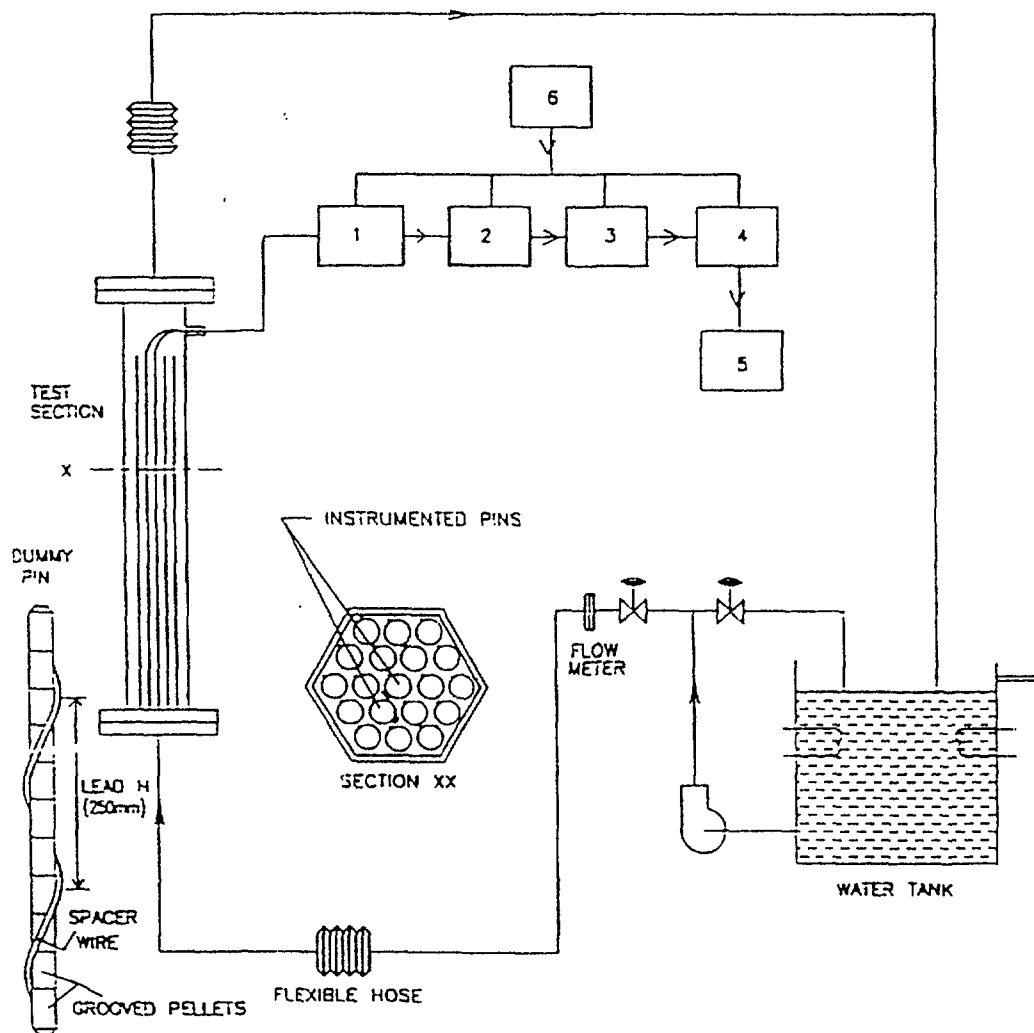 6
1
2
3
4
5
TEST
SECTION
X
INSTRUMENTED PINS
DUMMY
PIN
FLOW
METER
SECTION XX
LEAD H
(250mm)
WATER TANK
SPACER
WIRE
FLEXIBLE HOSE
GROOVED PELLETS